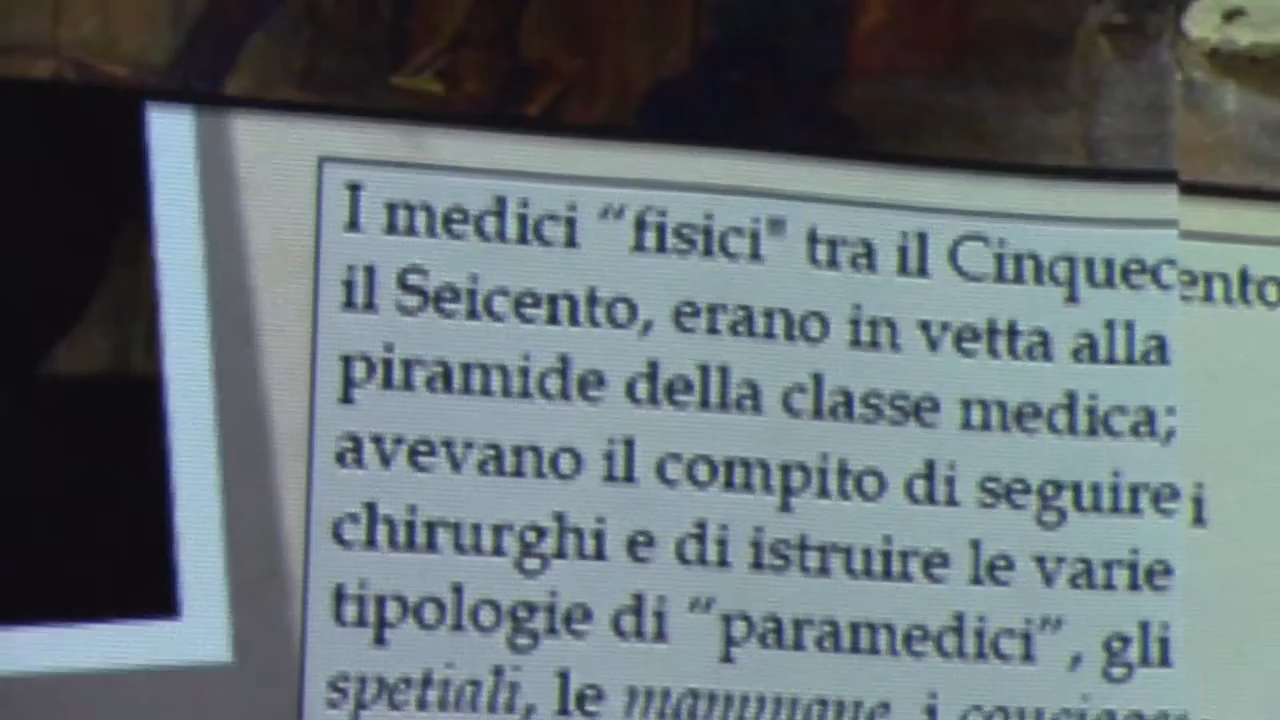 I medici “fisici" tra il Cinquecento
il Seicento, erano in vetta alla
piramide della classe medica;
avevano il compito di seguire i
chirurghi e di istruire le varie
tipologie di “paramedici”, gli
spetiali, le mammane, i